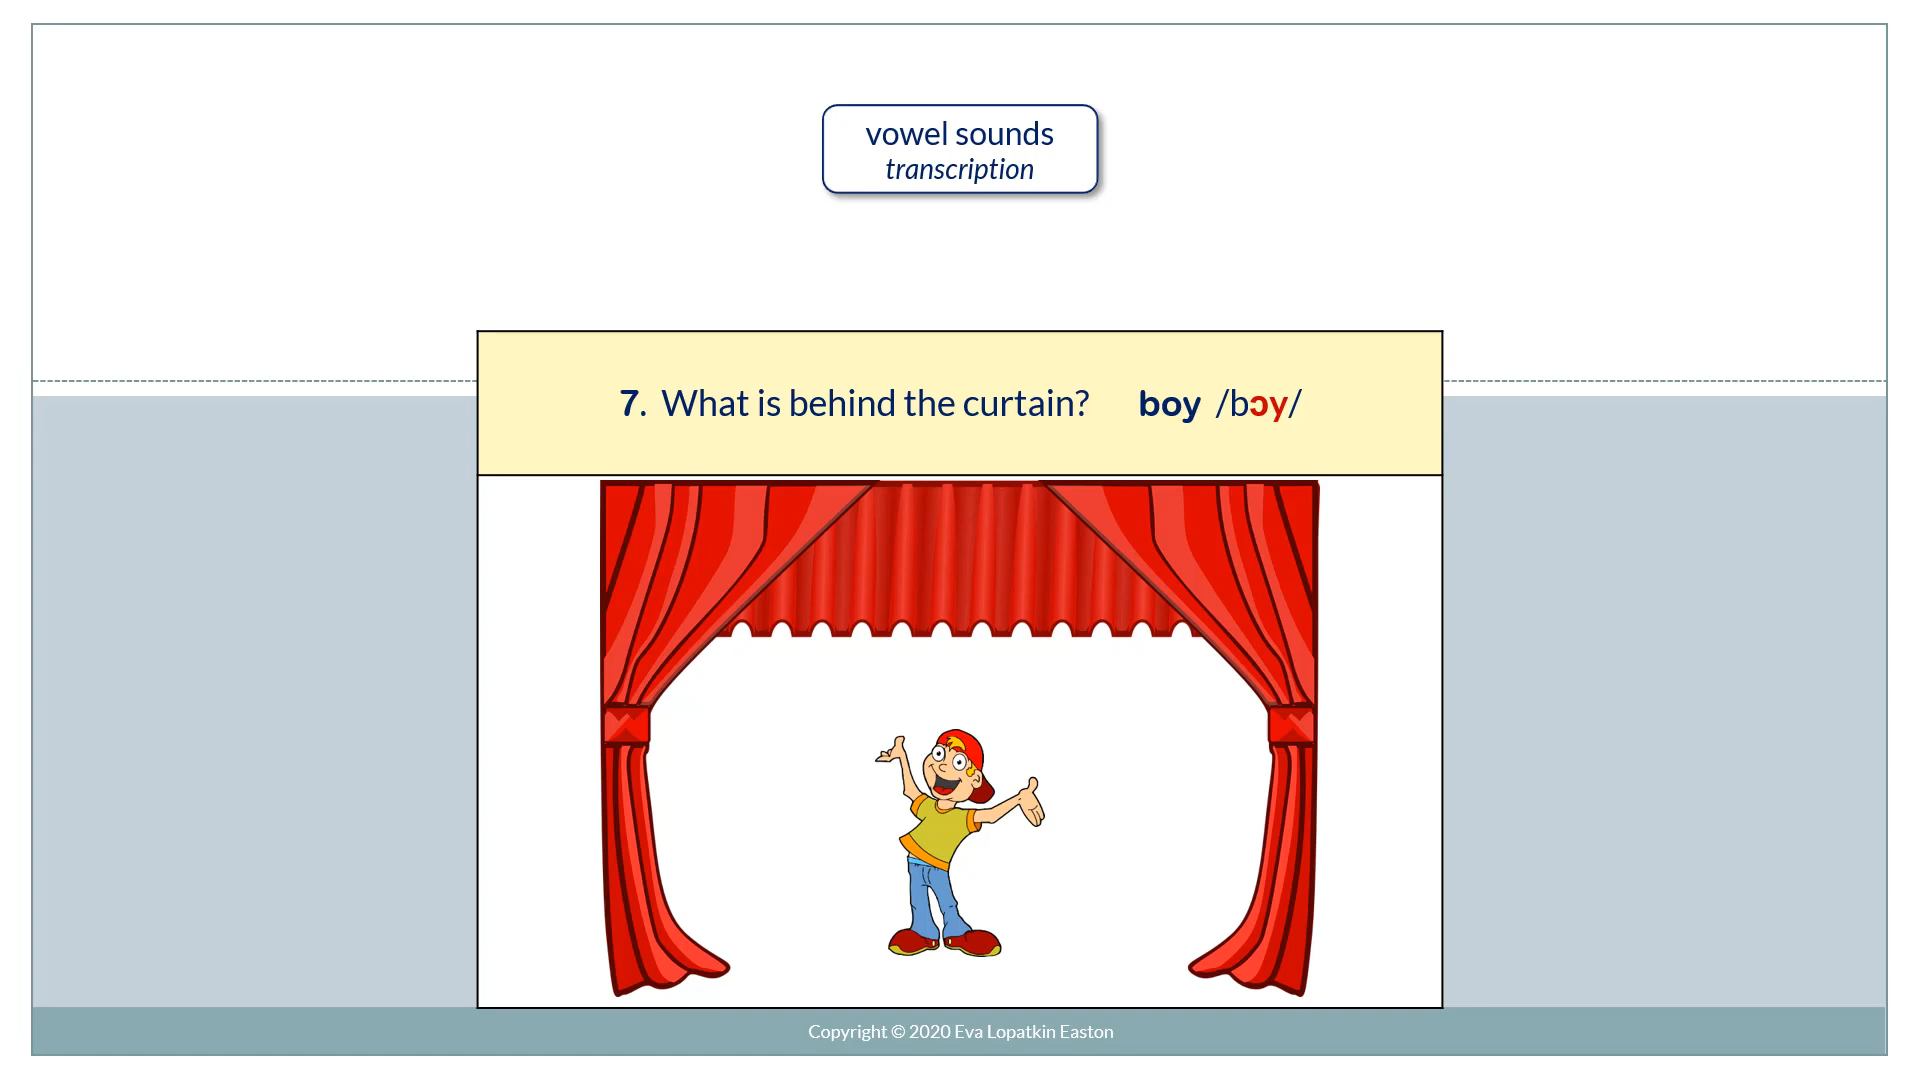 vowel sounds
transcription
7. What is behind the curtain? boy /bɔy/
Copyright © 2020 Eva Lopatkin Easton